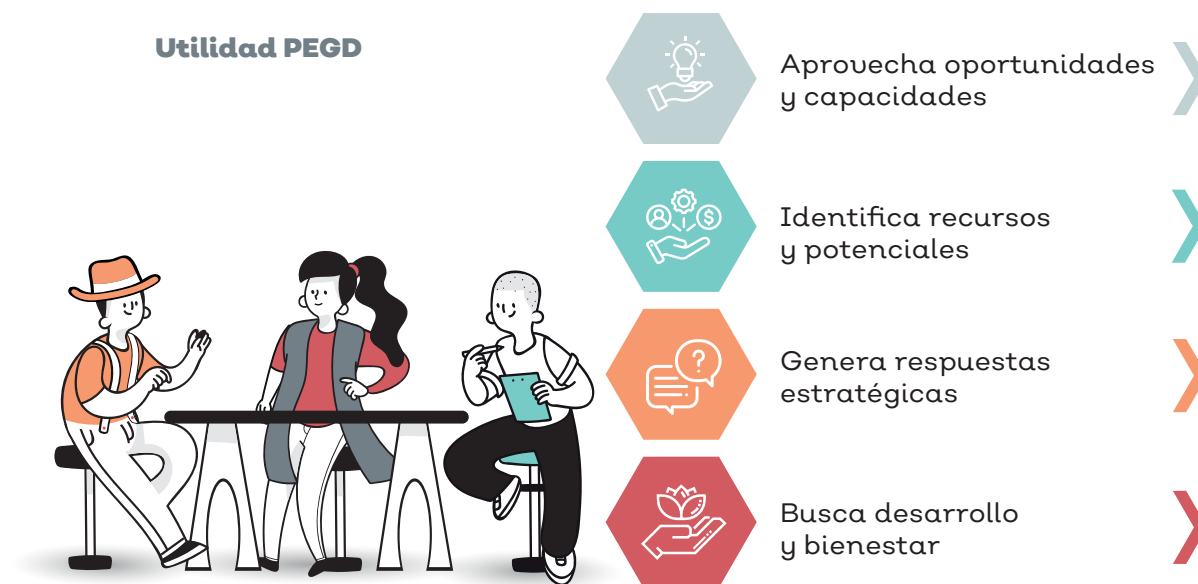 Utilidad PEGD
Aprovecha oportunidades
y capacidades
Identifica recursos
y potenciales
Genera respuestas
estratégicas
Busca desarrollo
y bienestar